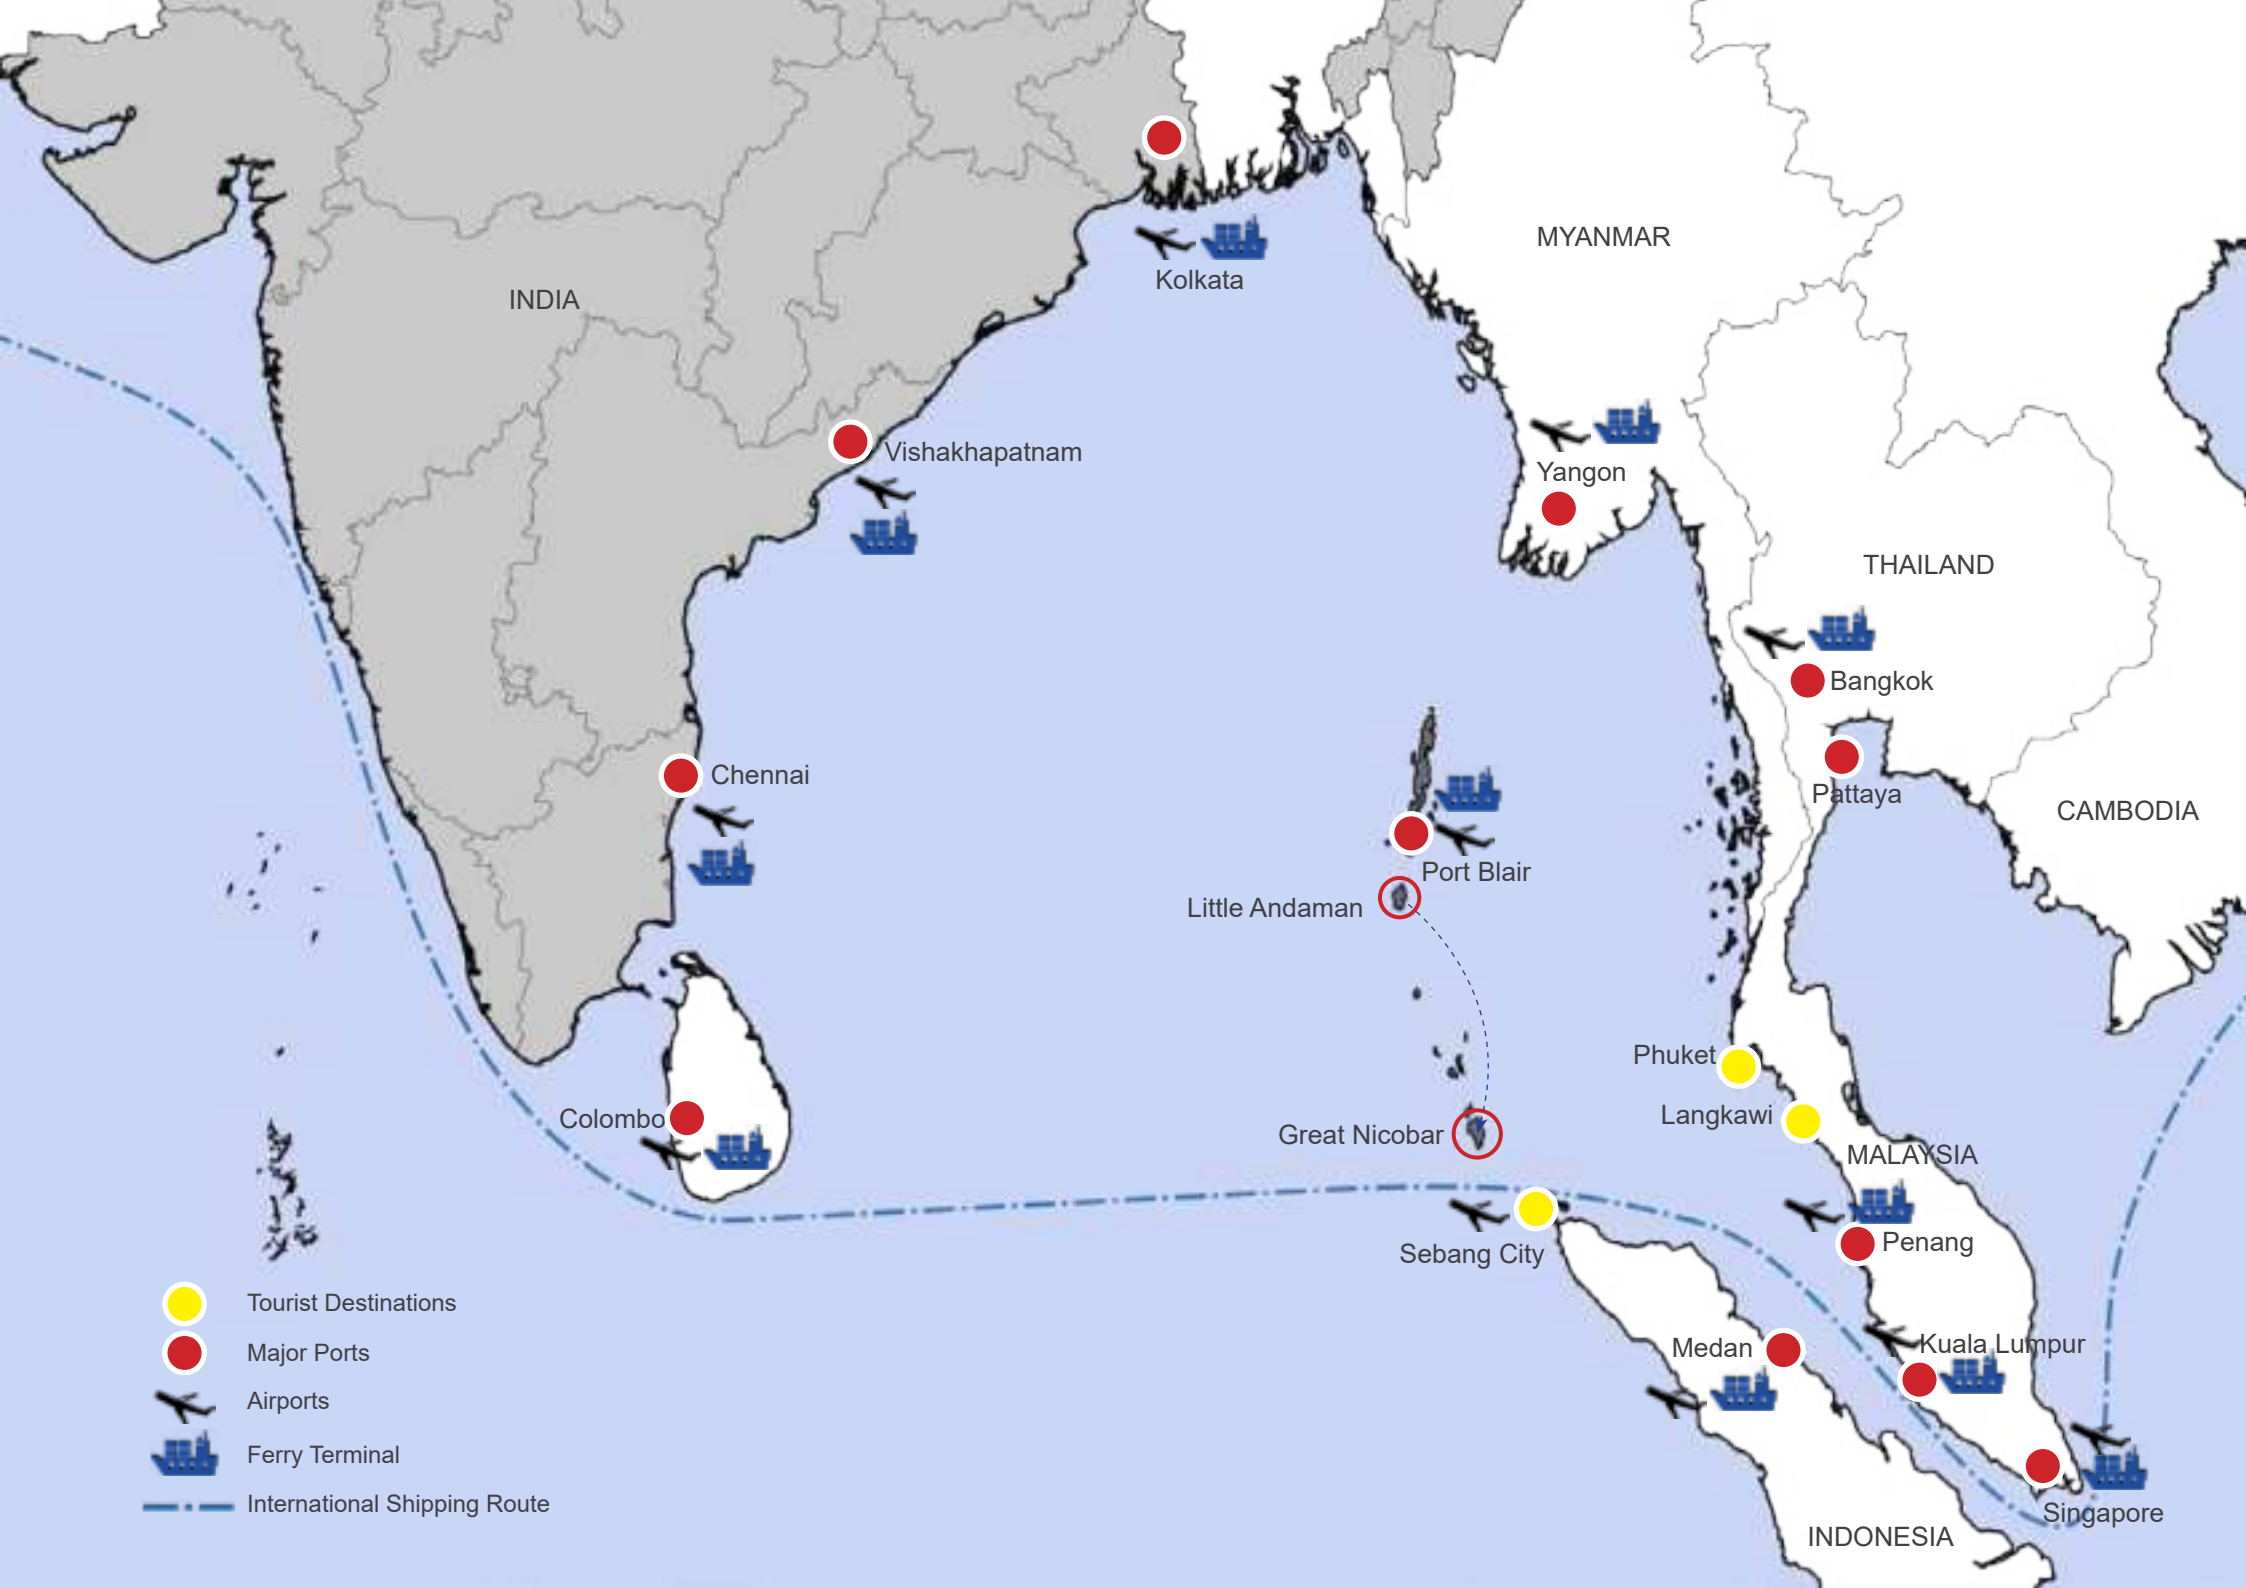 MYANMAR
Kolkata
INDIA
Vishakhapatnam
Yangon
THAILAND
Bangkok
Chennai
Pattaya
CAMBODIA
Port Blair
Little Andaman
Phuket
Langkawi
Colombo
Great Nicobar
MALAYSIA
Sebang City
Penang
Medan
Kuala Lumpur
Singapore
INDONESIA
Tourist Destinations
Major Ports
Airports
Ferry Terminal
International Shipping Route